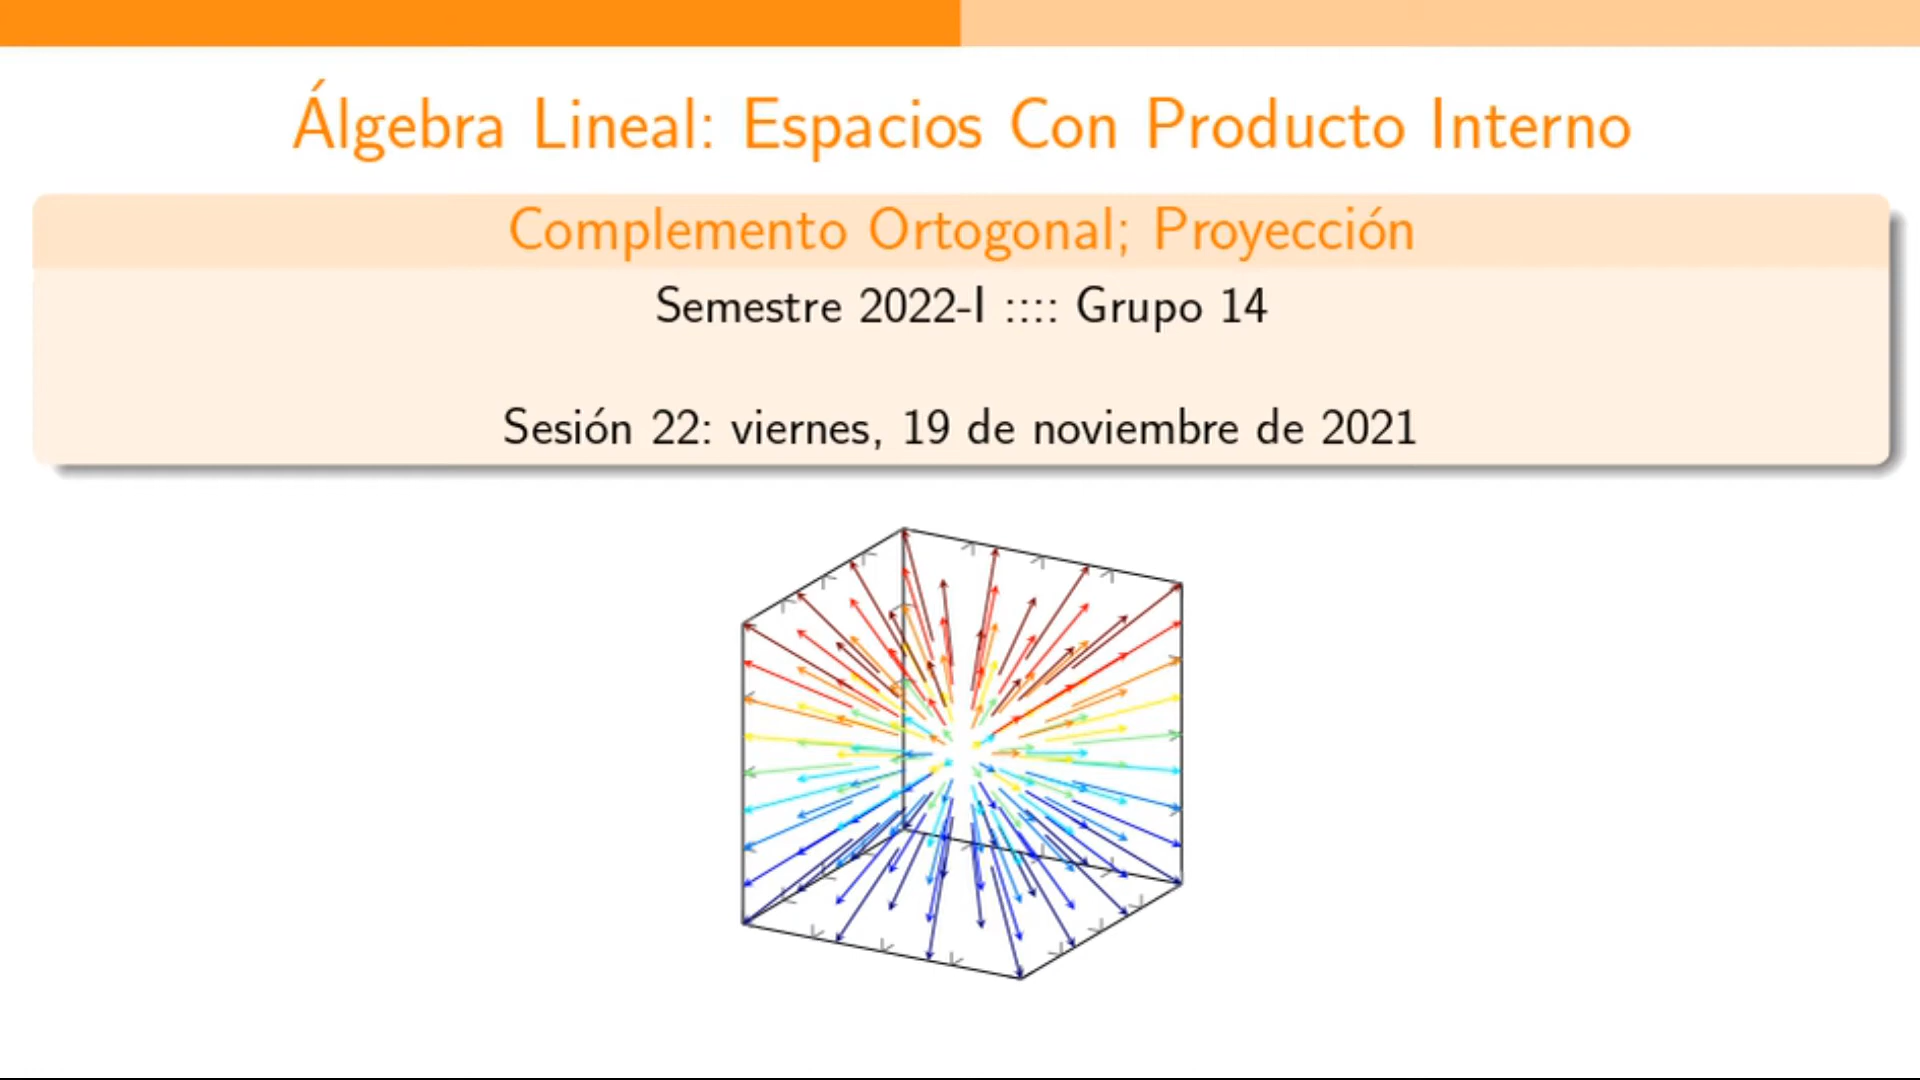 Álgebra Lineal: Espacios Con Producto Interno
Complemento Ortogonal; Proyección
Semestre 2022-I :::: Grupo 14
Sesión 22: viernes, 19 de noviembre de 2021